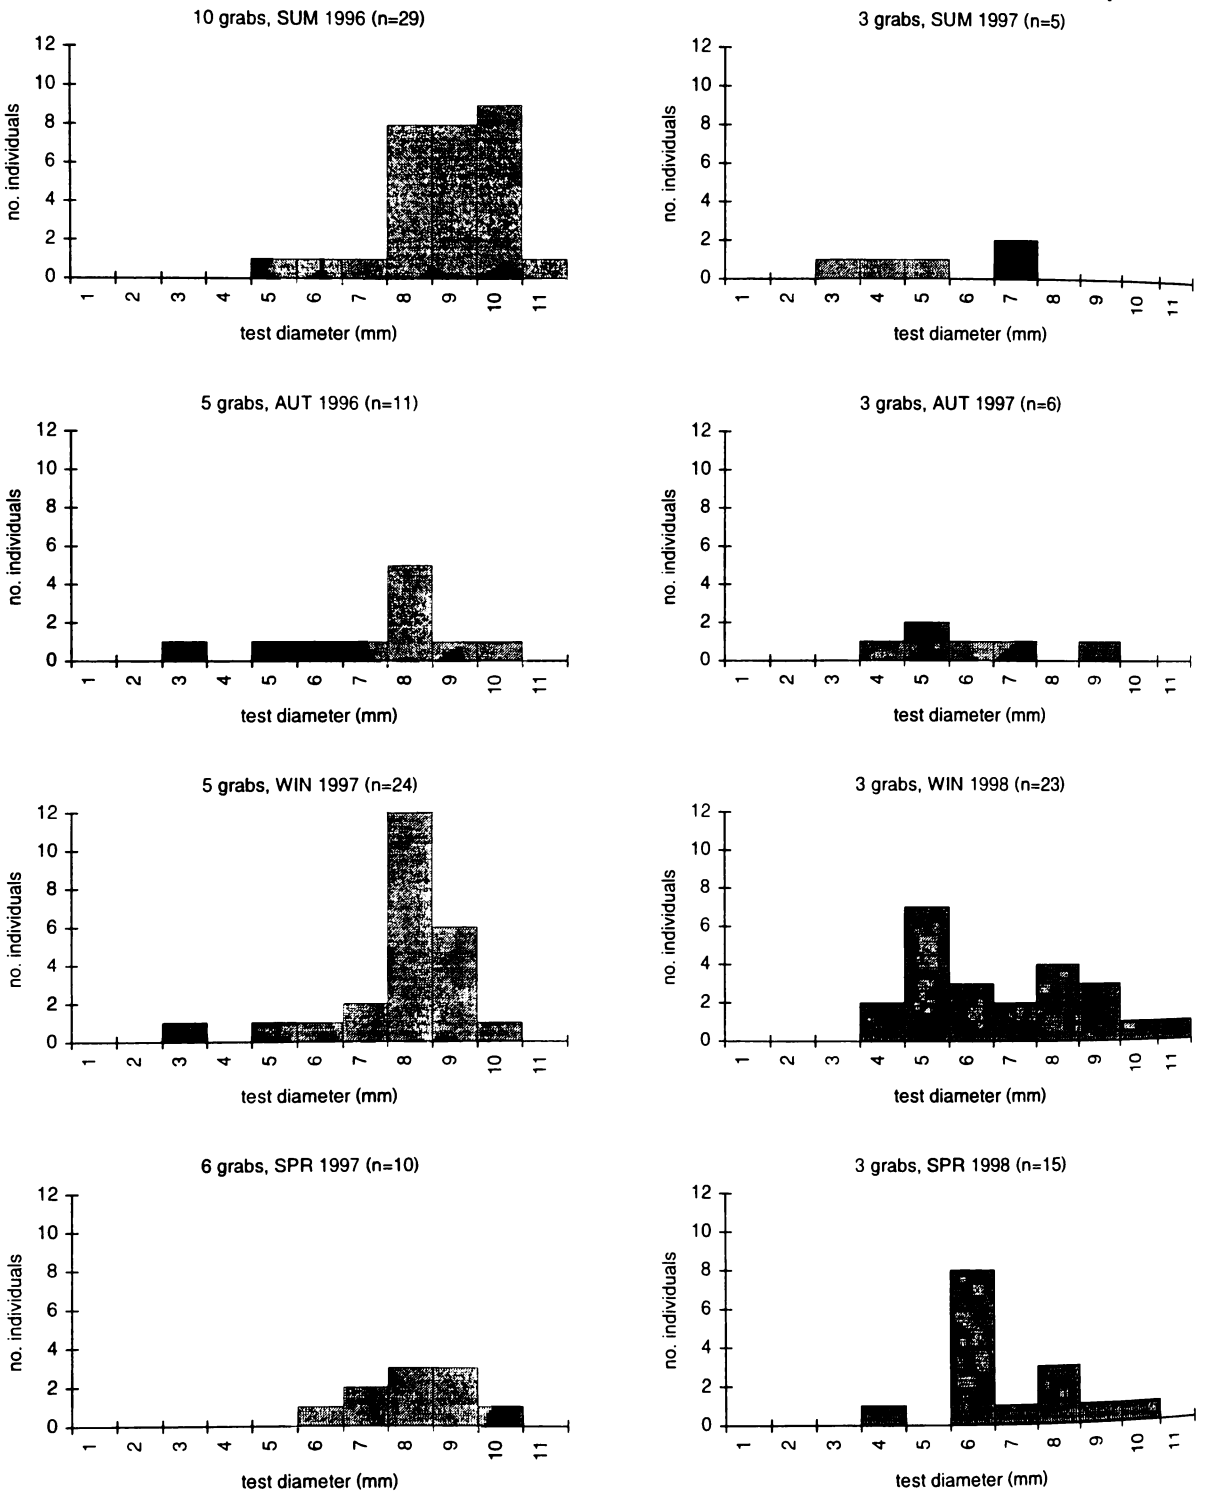 10 grabs, SUM 1996 (n=29)
12
10
8
6
4
2
0
no. individuals
1 2 3 4 5 6 7 8 9 10 11
test diameter (mm)
3 grabs, SUM 1997 (n=5)
12
10
8
6
4
2
0
no. individuals
1 2 3 4 5 6 7 8 9 10 11
test diameter (mm)
5 grabs, AUT 1996 (n=11)
12
10
8
6
4
2
0
no. individuals
1 2 3 4 5 6 7 8 9 10 11
test diameter (mm)
3 grabs, AUT 1997 (n=6)
12
10
8
6
4
2
0
no. individuals
1 2 3 4 5 6 7 8 9 10 11
test diameter (mm)
5 grabs, WIN 1997 (n=24)
12
10
8
6
4
2
0
no. individuals
1 2 3 4 5 6 7 8 9 10 11
test diameter (mm)
3 grabs, WIN 1998 (n=23)
12
10
8
6
4
2
0
no. individuals
1 2 3 4 5 6 7 8 9 10 11
test diameter (mm)
6 grabs, SPR 1997 (n=10)
12
10
8
6
4
2
0
no. individuals
1 2 3 4 5 6 7 8 9 10 11
test diameter (mm)
3 grabs, SPR 1998 (n=15)
12
10
8
6
4
2
0
no. individuals
1 2 3 4 5 6 7 8 9 10 11
test diameter (mm)